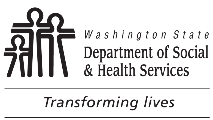 Washington State
Department of Social
& Health Services
Transforming lives